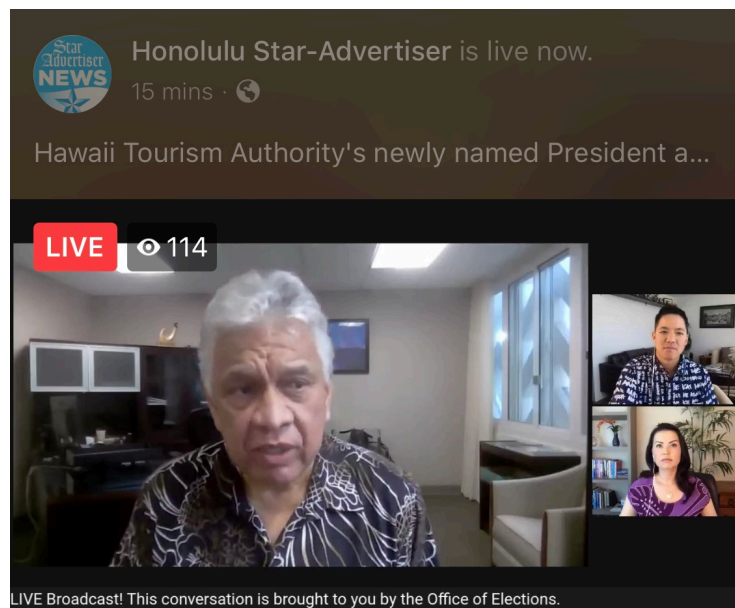 Star
Advertiser
NEWS
Honolulu Star-Advertiser is live now.
15 mins ·
Hawaii Tourism Authority's newly named President a...
LIVE
114
LIVE Broadcast! This conversation is brought to you by the Office of Elections.